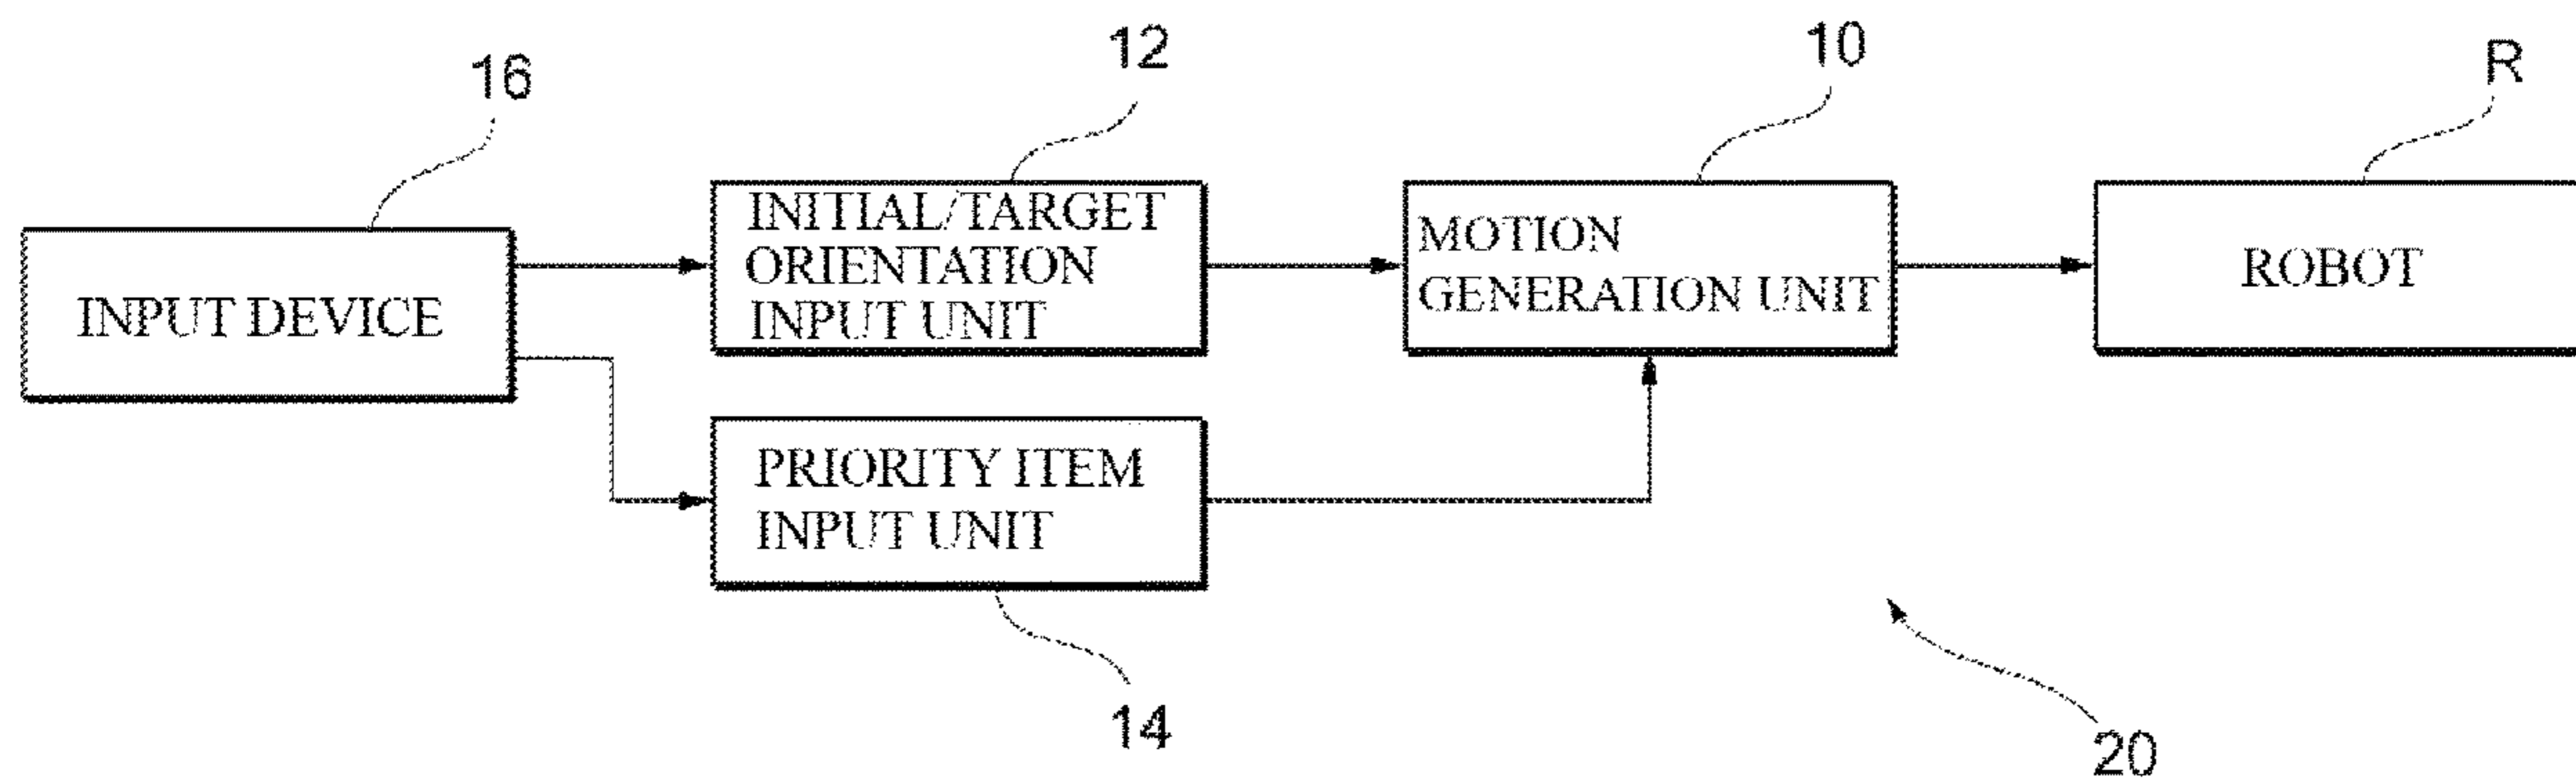 16
12
10
R
INPUT DEVICE
INITIAL/TARGET
ORIENTATION
INPUT UNIT
MOTION
GENERATION UNIT
ROBOT
PRIORITY ITEM
INPUT UNIT
14
20